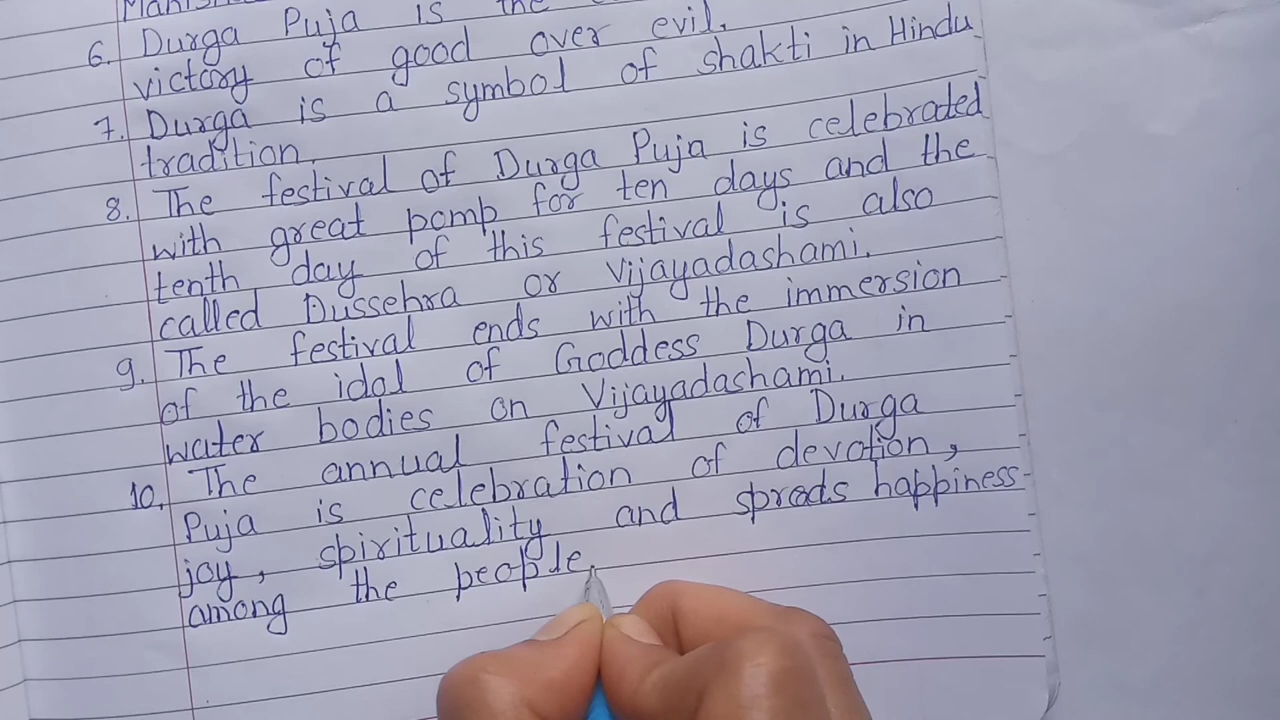 6. Durga Puja is the
victory of good over evil.
7. Durga is a symbol of shakti in Hindu
tradition.
8. The festival of Durga Puja is celebrated
with great pomp for ten days and the
tenth day of this festival is also
called Dussehra or Vijayadashami.
9. The festival ends with the immersion
of the idol of Goddess Durga in
water bodies on Vijayadashami.
10. The annual festival of Durga
Puja is celebration of devotion,
joy, spirituality and spreads happiness
among the people.